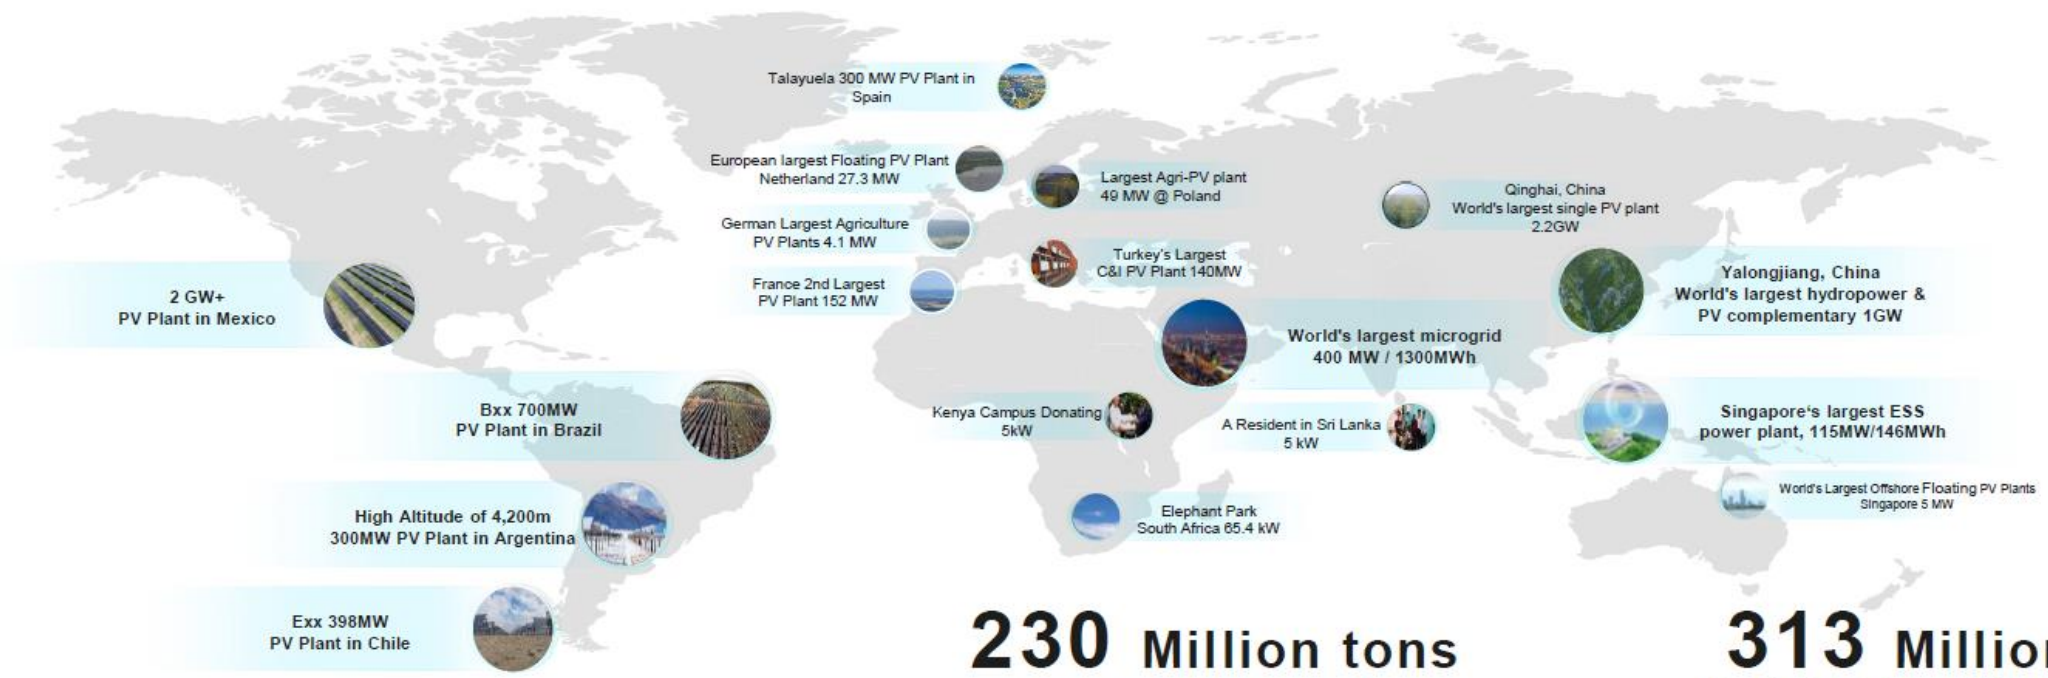 Talayuela 300 MW PV Plant in
Spain
European largest Floating PV Plant
Netherland 27.3 MW
Largest Agri-PV plant
49 MW @ Poland
Qinghai, China
World's largest single PV plant
2.2GW
German Largest Agriculture
PV Plants 4.1 MW
Turkey's Largest
C&I PV Plant 140MW
France 2nd Largest
PV Plant 152 MW
2 GW+
PV Plant in Mexico
Yalongjiang, China
World's largest hydropower &
PV complementary 1GW
World's largest microgrid
400 MW / 1300MWh
Bxx 700MW
PV Plant in Brazil
Kenya Campus Donating
5kW
A Resident in Sri Lanka
5 kW
Singapore‘s largest ESS
power plant, 115MW/146MWh
World's Largest Offshore Floating PV Plants
Singapore 5 MW
High Altitude of 4,200m
300MW PV Plant in Argentina
Elephant Park
South Africa 65.4 kW
Exx 398MW
PV Plant in Chile
230 Million tons
313 Million